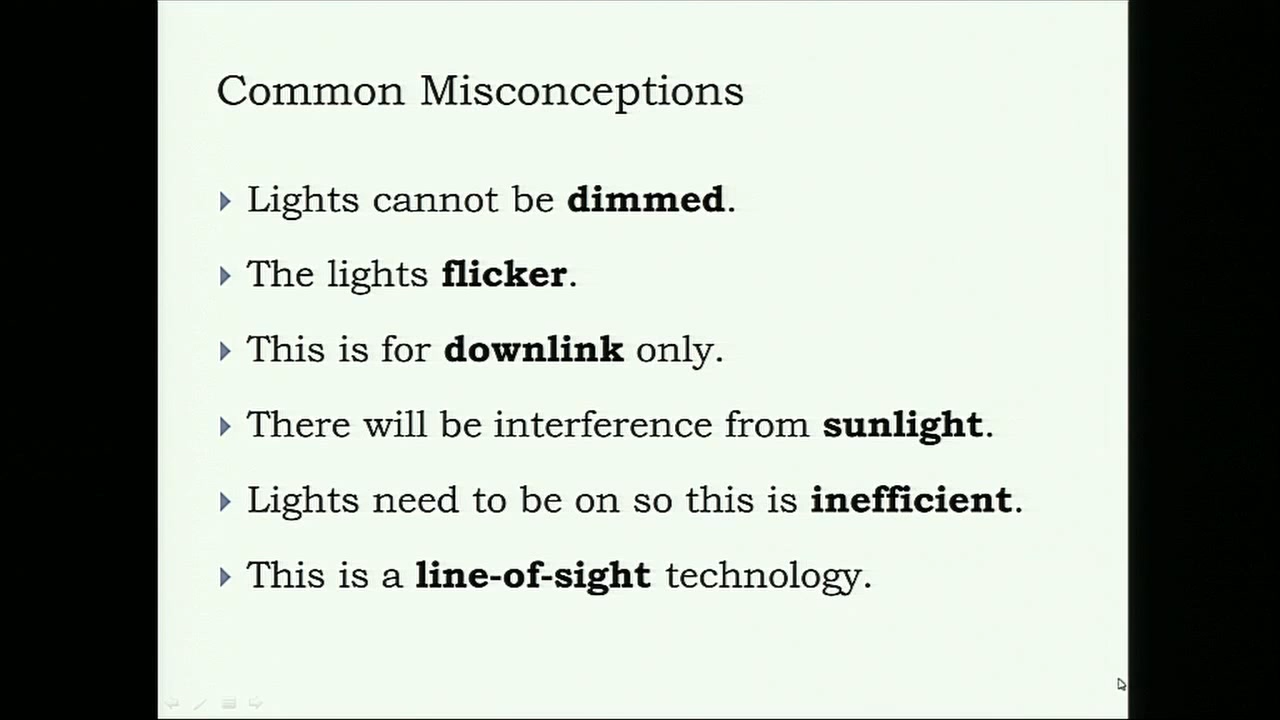 Common Misconceptions
Lights cannot be dimmed.
The lights flicker.
This is for downlink only.
There will be interference from sunlight.
Lights need to be on so this is inefficient.
This is a line-of-sight technology.